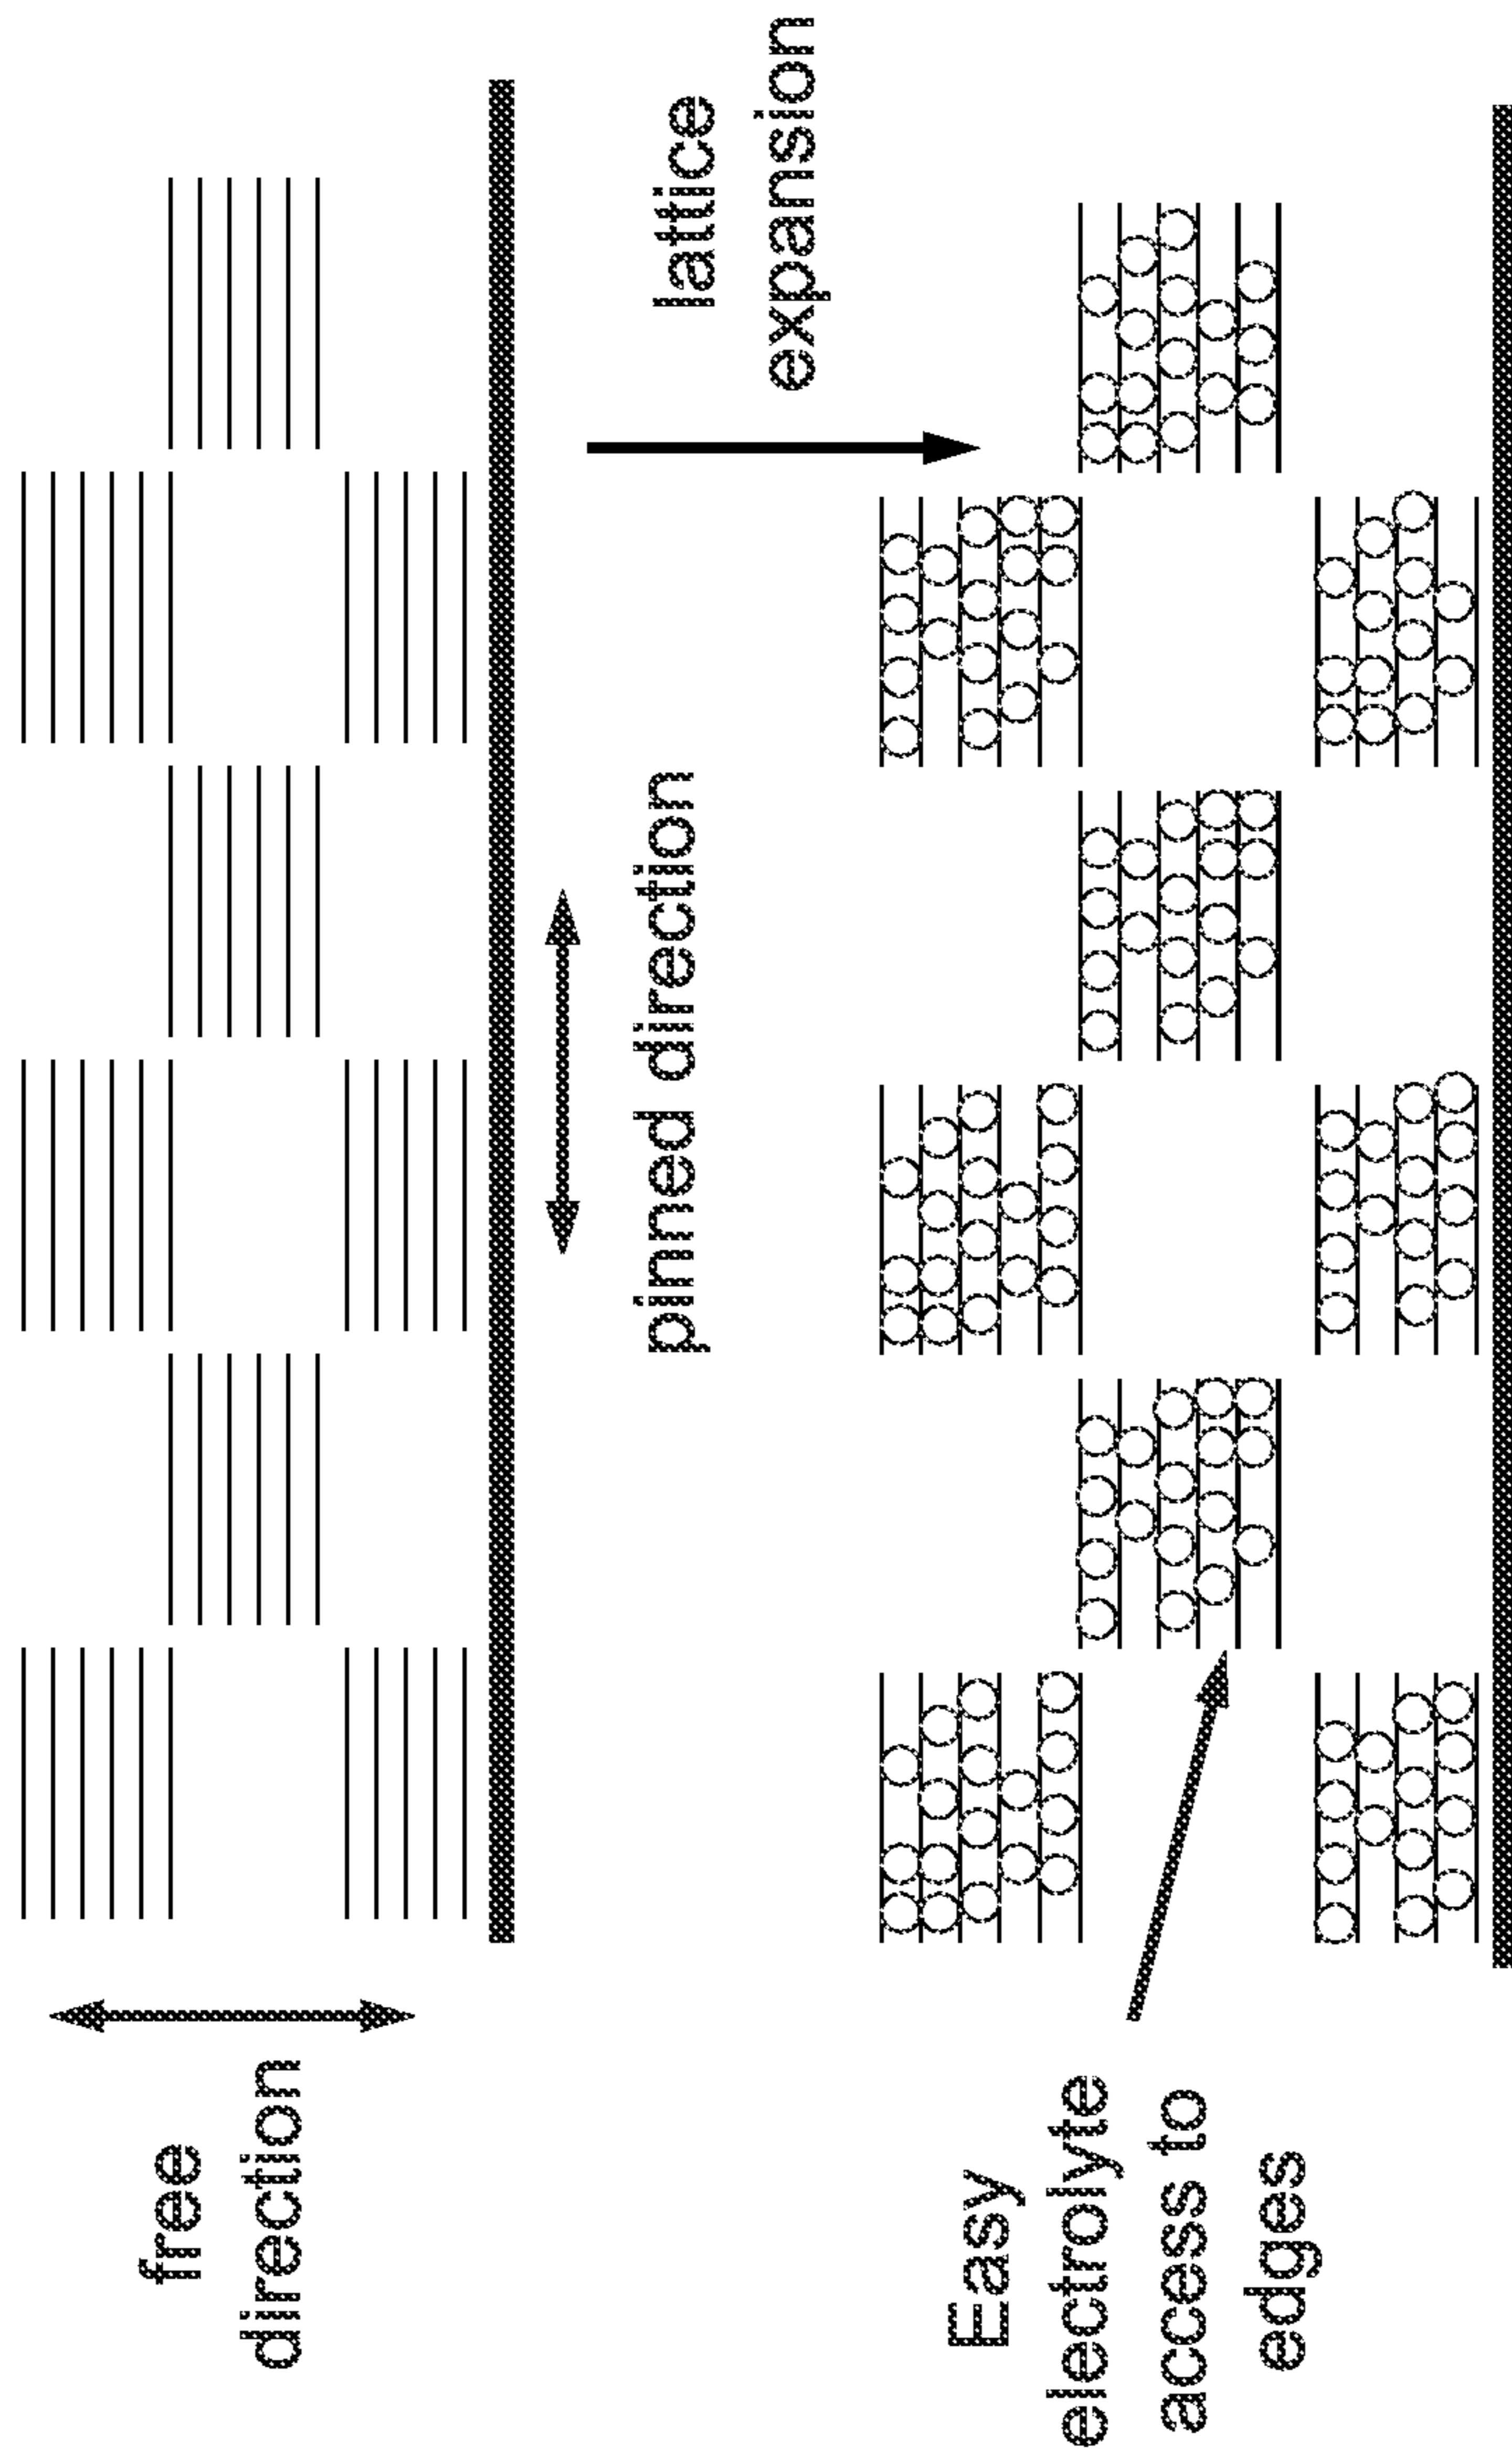 free
direction
pinned direction
lattice
expansion
Easy
electrolyte
access to
edges